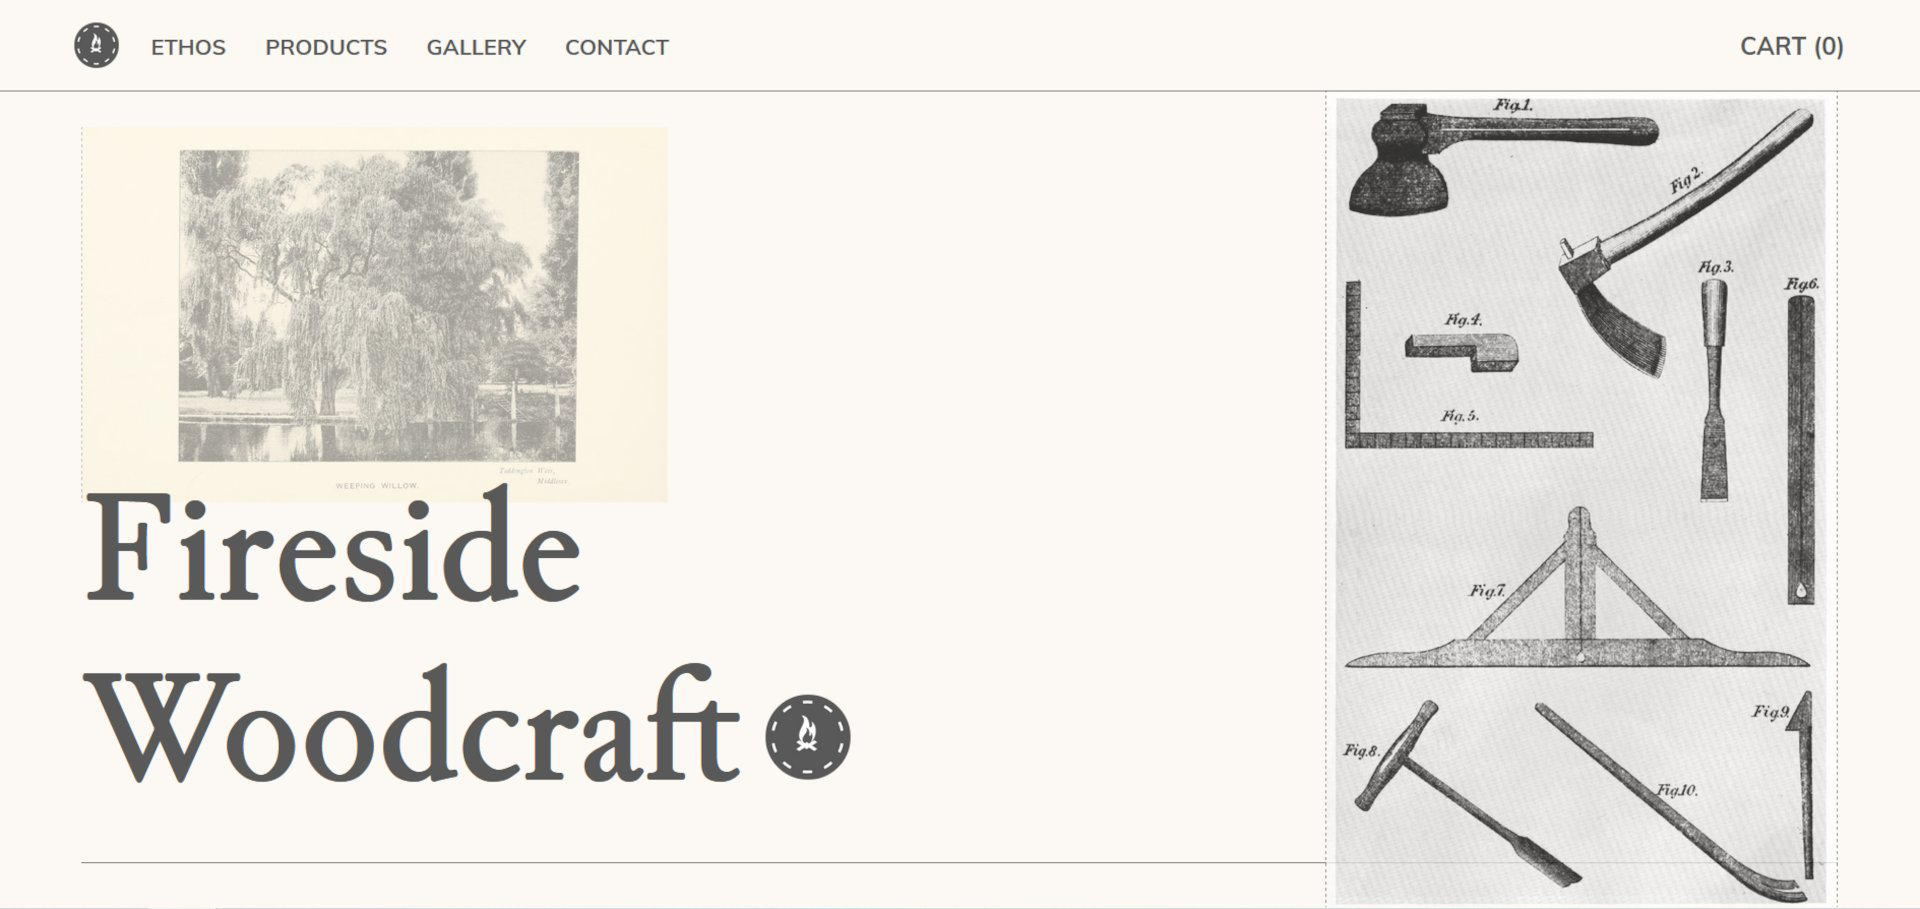 ETHOS PRODUCTS GALLERY CONTACT CART (0)
WEEPING WILLOW.
Teddington Weir,
Middlesex.
Fireside
Woodcraft
Fig.1.
Fig.2.
Fig.3.
Fig.6.
Fig.4.
Fig.5.
Fig.7.
Fig.8.
Fig.9.
Fig.10.